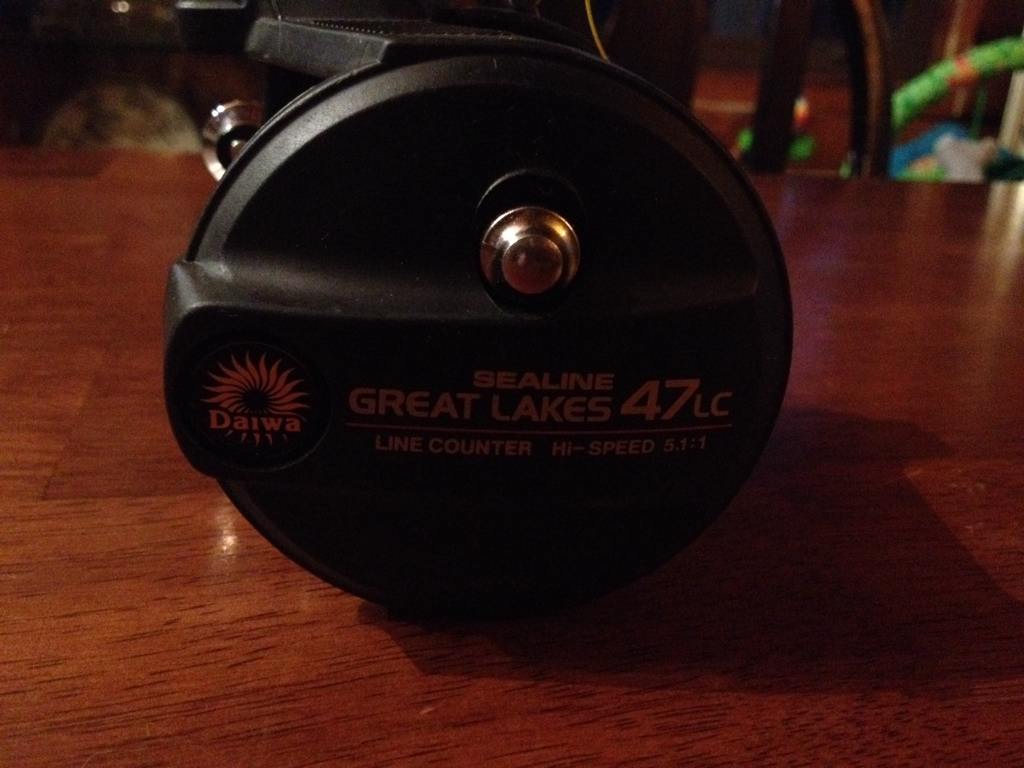 Daiwa
SEALINE
GREAT LAKES 47LC
LINE COUNTER Hi-SPEED 5.1:1